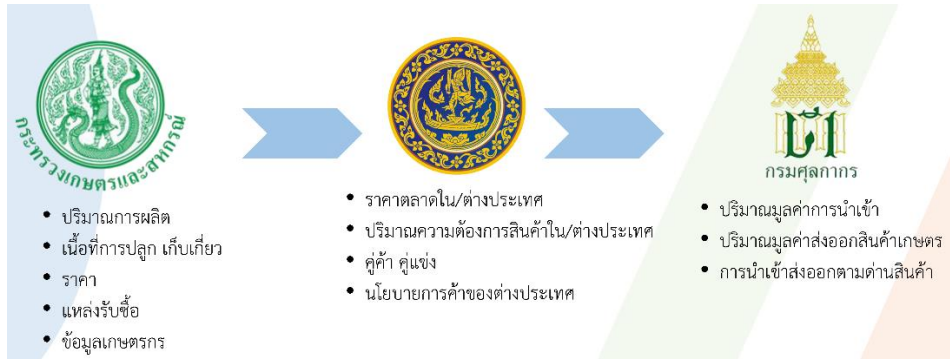 กระทรวงเกษตรและสหกรณ์
• ปริมาณการผลิต
• เนื้อที่การปลูก เก็บเกี่ยว
• ราคา
• แหล่งรับซื้อ
• ข้อมูลเกษตรกร
• ราคาตลาดใน/ต่างประเทศ
• ปริมาณความต้องการสินค้าใน/ต่างประเทศ
• คู่ค้า คู่แข่ง
• นโยบายการค้าของต่างประเทศ
กรมศุลกากร
• ปริมาณมูลค่าการนำเข้า
• ปริมาณมูลค่าส่งออกสินค้าเกษตร
• การนำเข้าส่งออกตามด่านสินค้า